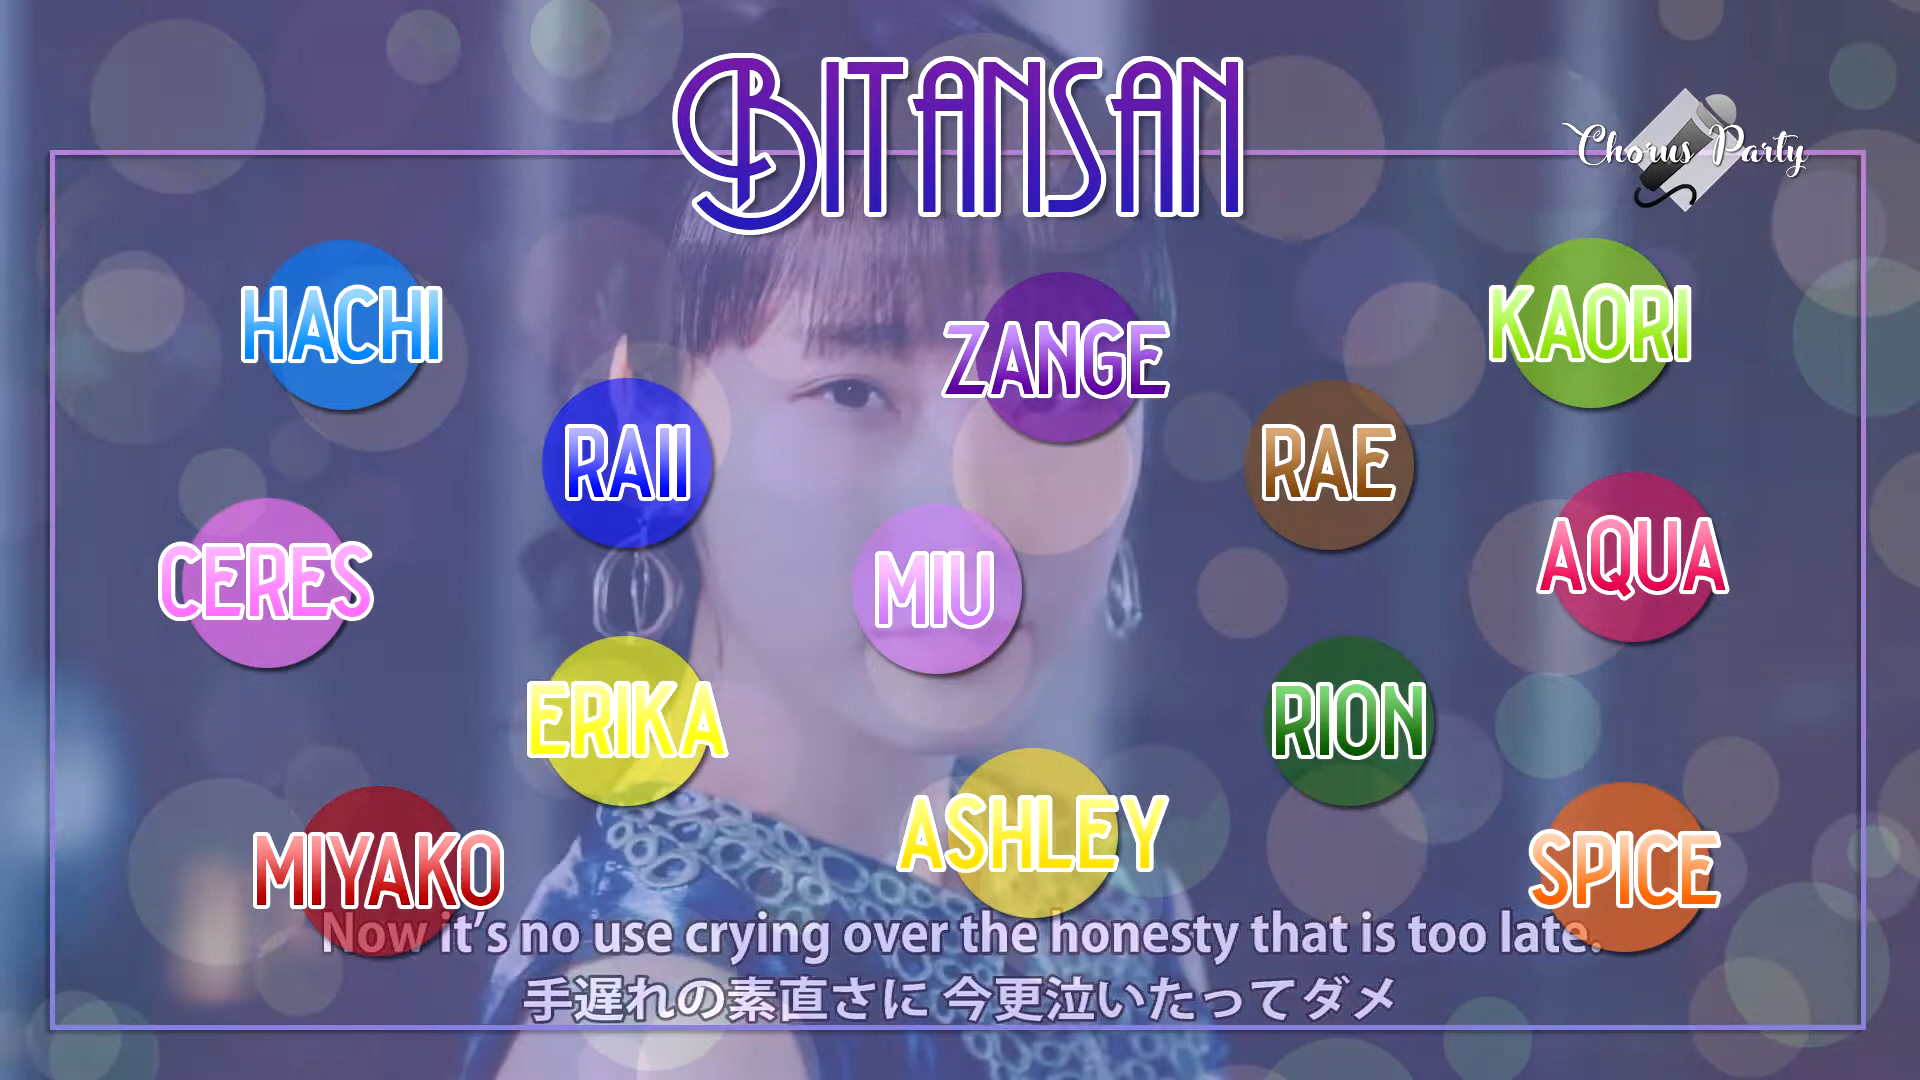 BITANSAN
Chorus Party
HACHI
ZANGE
KAORI
RAII
RAE
CERES
MIU
AQUA
ERIKA
RION
MIYAKO
ASHLEY
SPICE
Now it's no use crying over the honesty that is too late.
手遅れの素直さに 今更泣いたってダメ